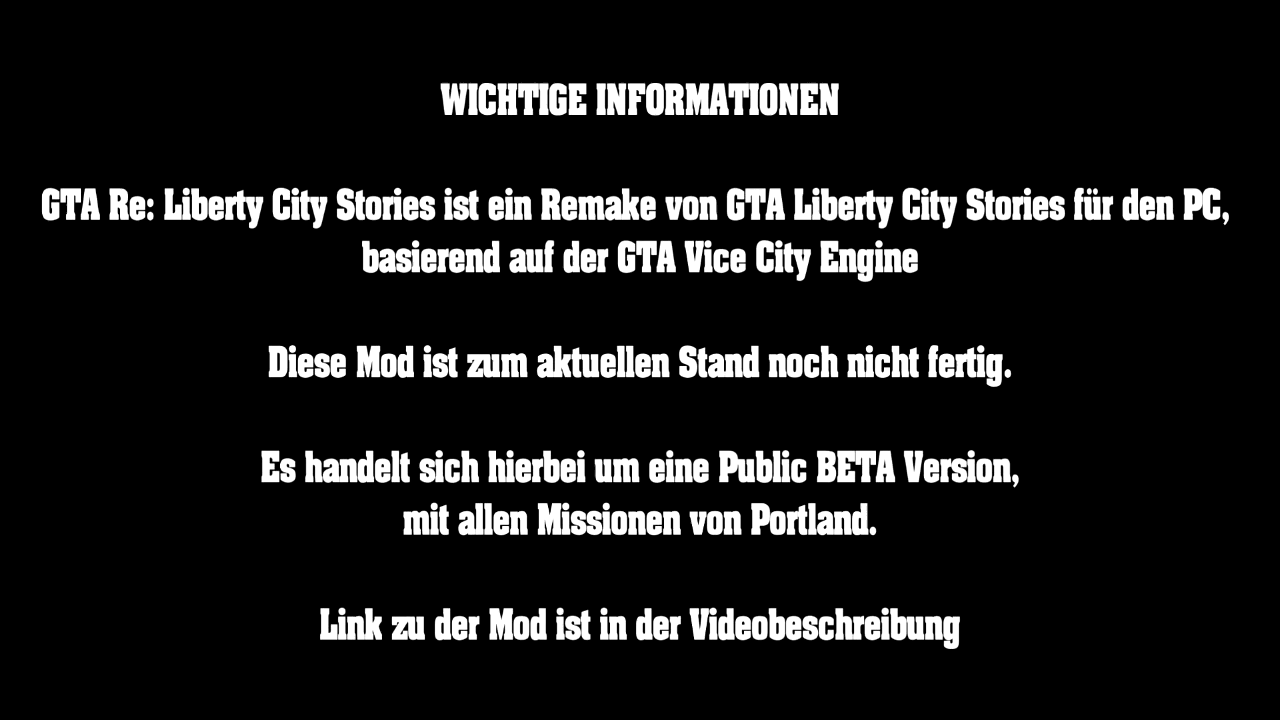 WICHTIGE INFORMATIONEN
GTA Re: Liberty City Stories ist ein Remake von GTA Liberty City Stories für den PC,
basierend auf der GTA Vice City Engine
Diese Mod ist zum aktuellen Stand noch nicht fertig.
Es handelt sich hierbei um eine Public BETA Version,
mit allen Missionen von Portland.
Link zu der Mod ist in der Videobeschreibung